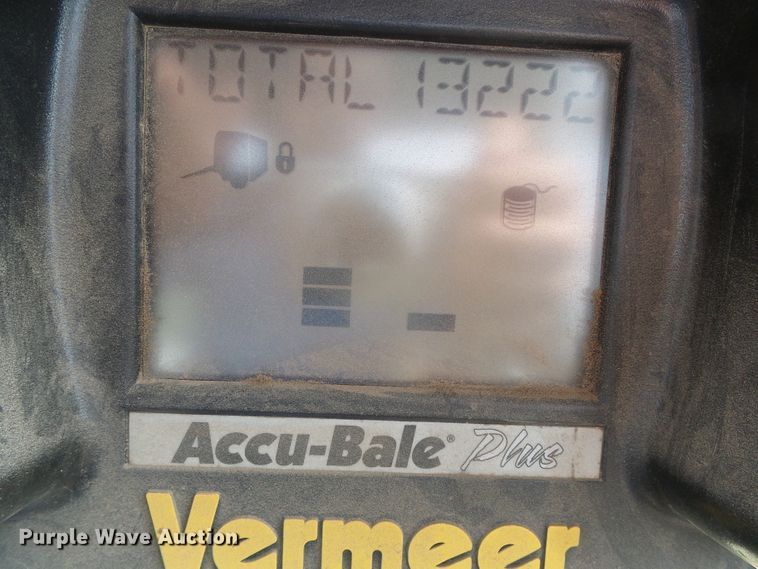 TOTAL 13222
Accu-Bale® Plus
Vermeer
Purple Wave Auction